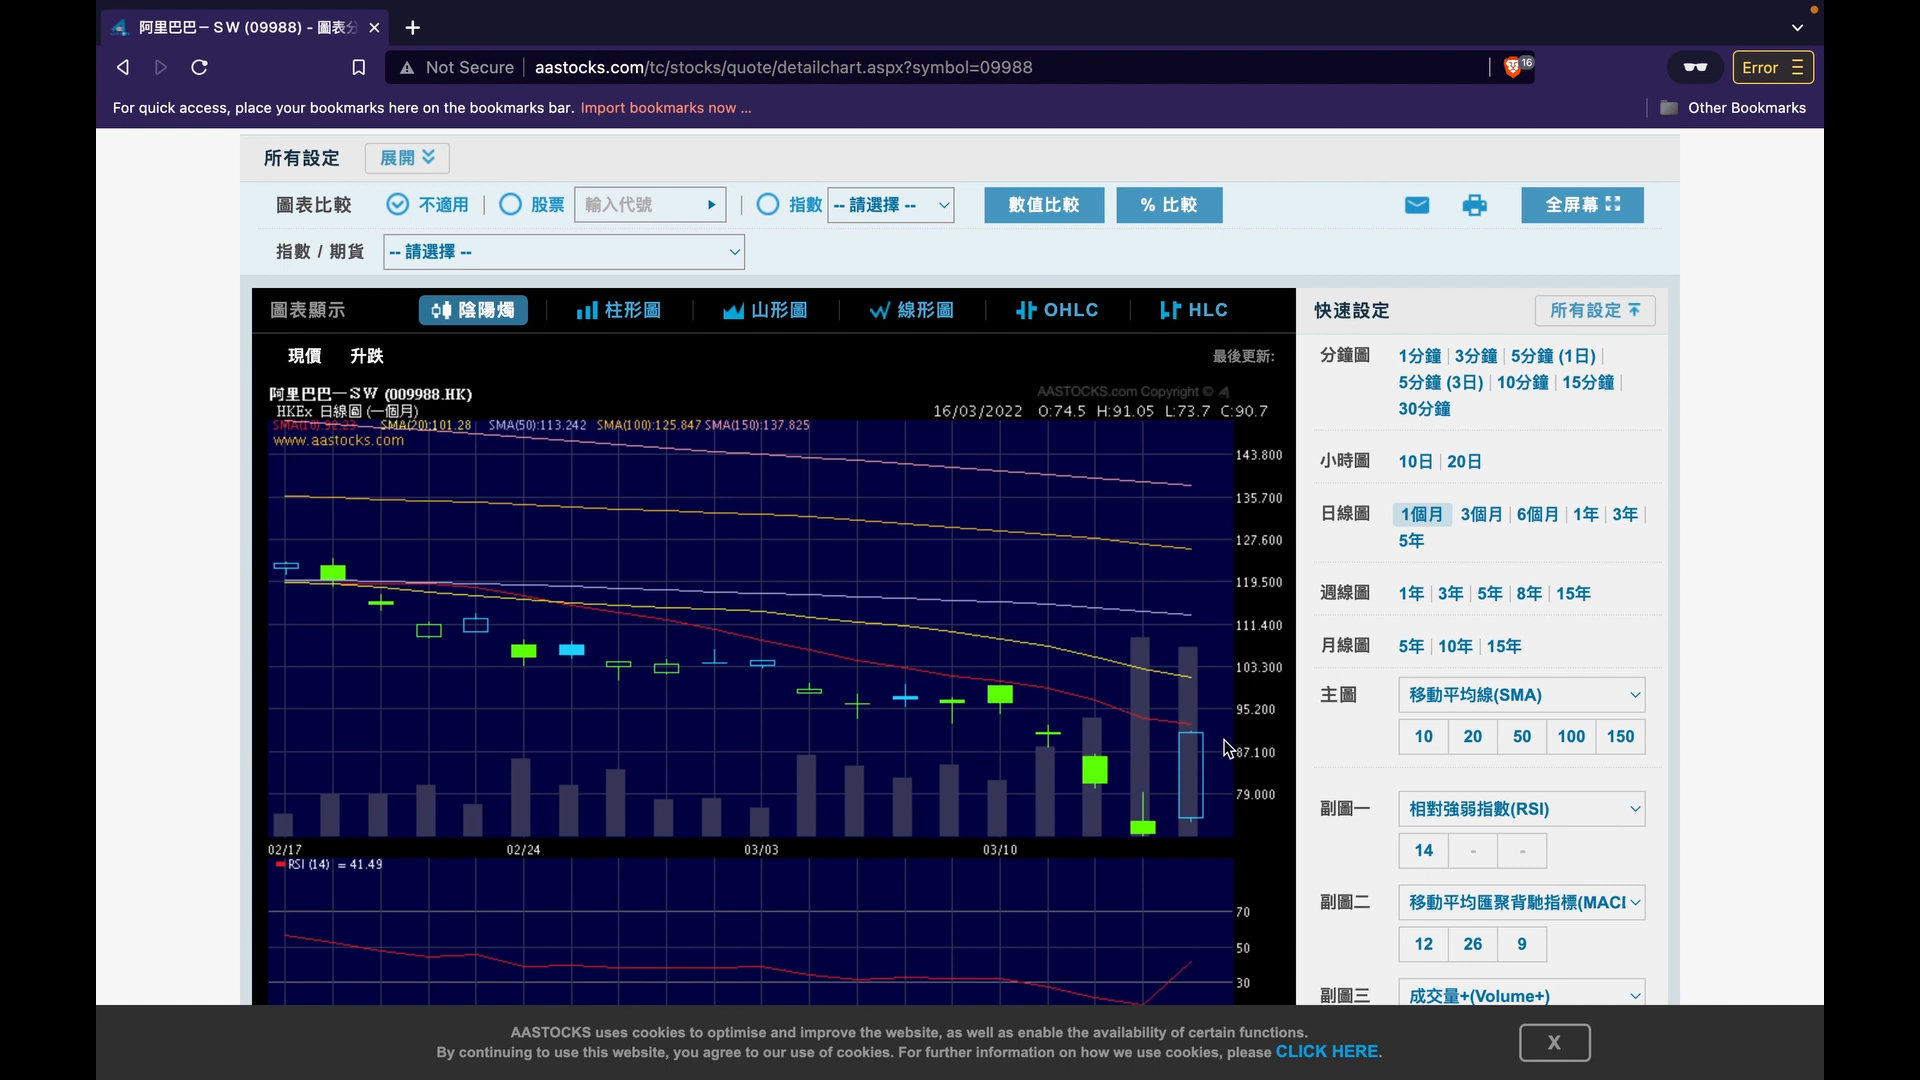 阿里巴巴－ＳＷ (09988) - 圖表分
Not Secure
aastocks.com/tc/stocks/quote/detailchart.aspx?symbol=09988
16
Error
For quick access, place your bookmarks here on the bookmarks bar. Import bookmarks now ...
Other Bookmarks
所有設定
展開
圖表比較
不適用
股票
輸入代號
指數
-- 請選擇 --
數值比較
% 比較
全屏幕
指數 / 期貨
-- 請選擇 --
圖表顯示
陰陽燭
柱形圖
山形圖
線形圖
OHLC
HLC
現價 升跌
最後更新:
阿里巴巴－ＳＷ (009988.HK)
AASTOCKS.com Copyright ©
HKEx 日線圖 (一個月)
16/03/2022 O:74.5 H:91.05 L:73.7 C:90.7
SMA(10):92.23 SMA(20):101.28 SMA(50):113.242 SMA(100):125.847 SMA(150):137.825
www.aastocks.com
143.800
135.700
127.600
119.500
111.400
103.300
95.200
87.100
79.000
02/17 02/24 03/03 03/10
RSI (14) = 41.49
70
50
30
快速設定
所有設定
分鐘圖
1分鐘 3分鐘 5分鐘 (1日)
5分鐘 (3日) 10分鐘 15分鐘
30分鐘
小時圖
10日 20日
日線圖
1個月 3個月 6個月 1年 3年
5年
週線圖
1年 3年 5年 8年 15年
月線圖
5年 10年 15年
主圖
移動平均線(SMA)
10 20 50 100 150
副圖一
相對強弱指數(RSI)
14 - -
副圖二
移動平均匯聚背馳指標(MACD
12 26 9
副圖三
成交量+(Volume+)
AASTOCKS uses cookies to optimise and improve the website, as well as enable the availability of certain functions.
By continuing to use this website, you agree to our use of cookies. For further information on how we use cookies, please CLICK HERE.
X